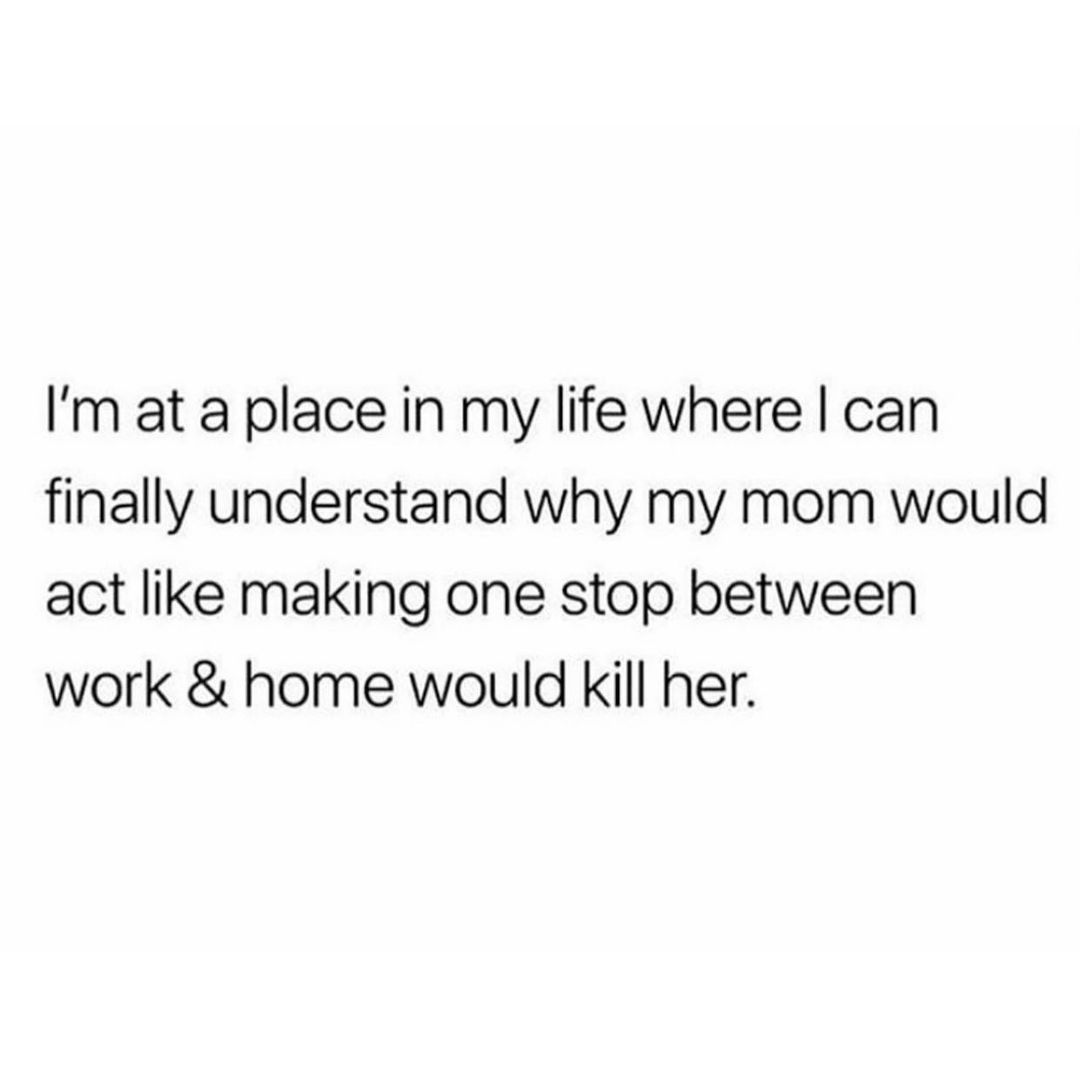 I'm at a place in my life where I can
finally understand why my mom would
act like making one stop between
work & home would kill her.